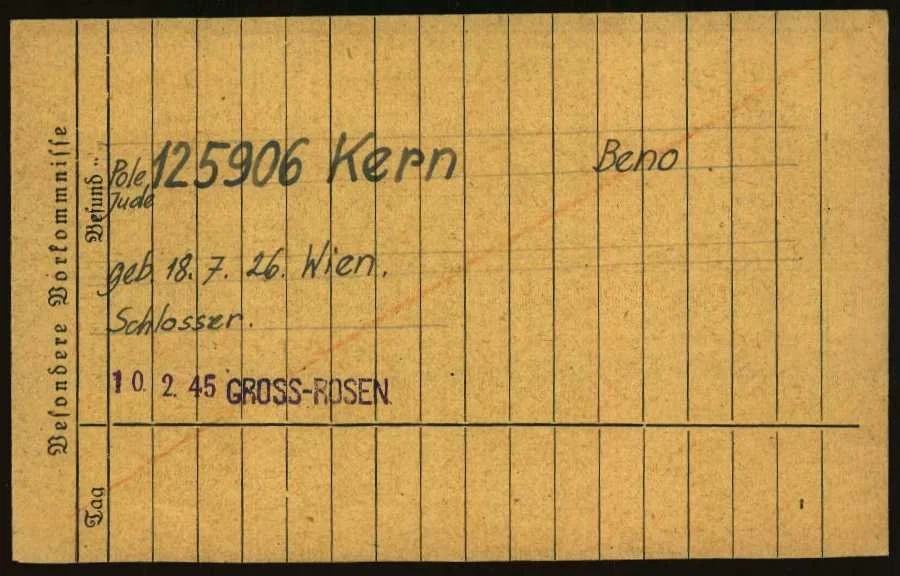 Besondere Vorkommnisse
Befund
Tag
Pole 125906 Kern Beno
Jude
geb. 18. 7. 26. Wien.
Schlosser.
10. 2. 45 GROSS-ROSEN